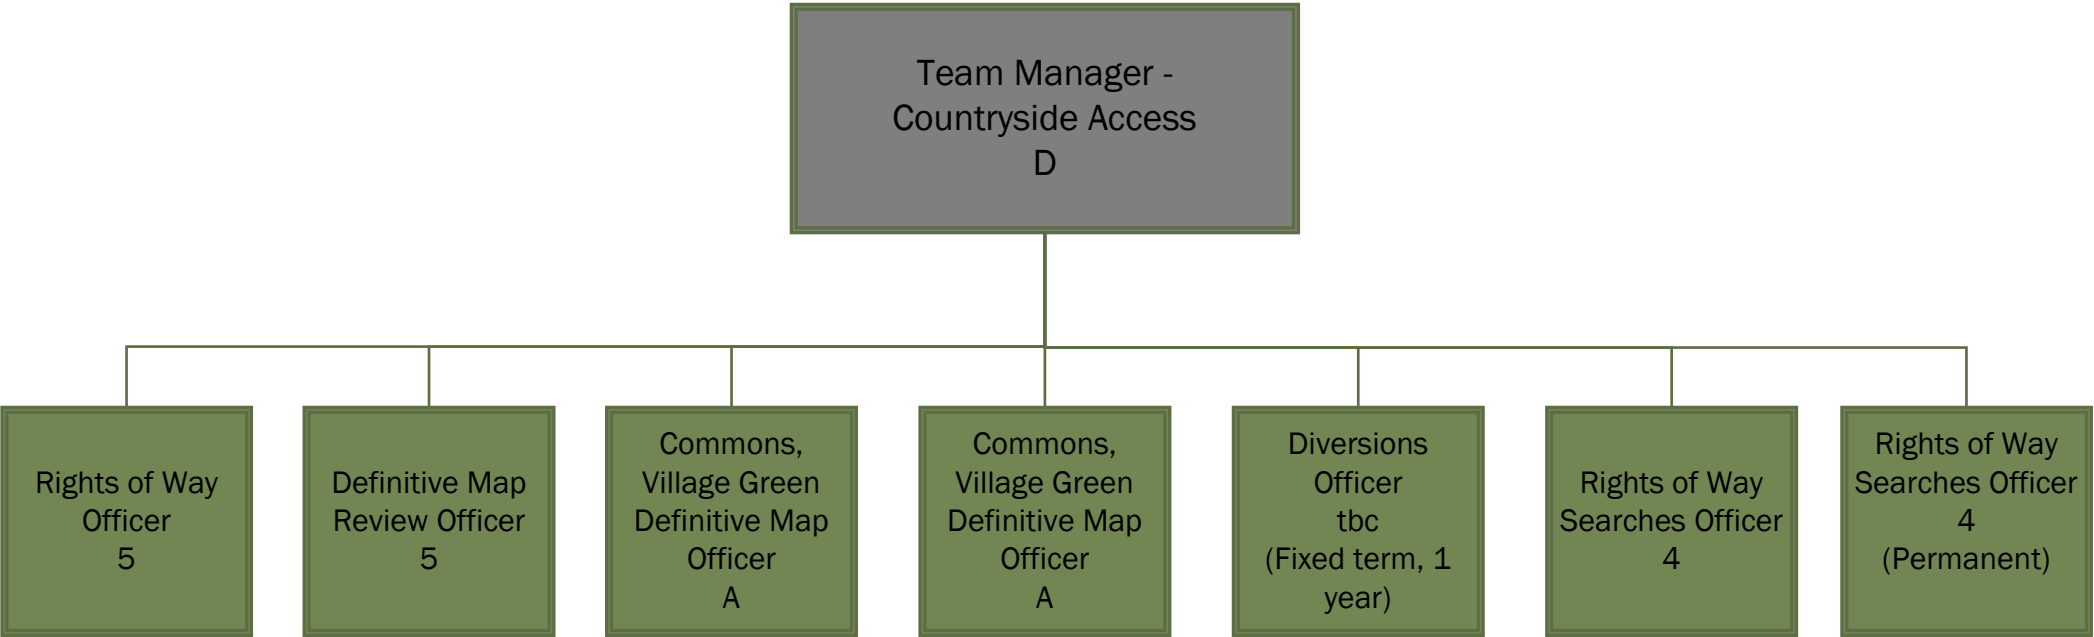 Team Manager -
Countryside Access
D
Rights of Way
Officer
5
Definitive Map
Review Officer
5
Commons,
Village Green
Definitive Map
Officer
A
Commons,
Village Green
Definitive Map
Officer
A
Diversions
Officer
tbc
(Fixed term, 1
year)
Rights of Way
Searches Officer
4
Rights of Way
Searches Officer
4
(Permanent)